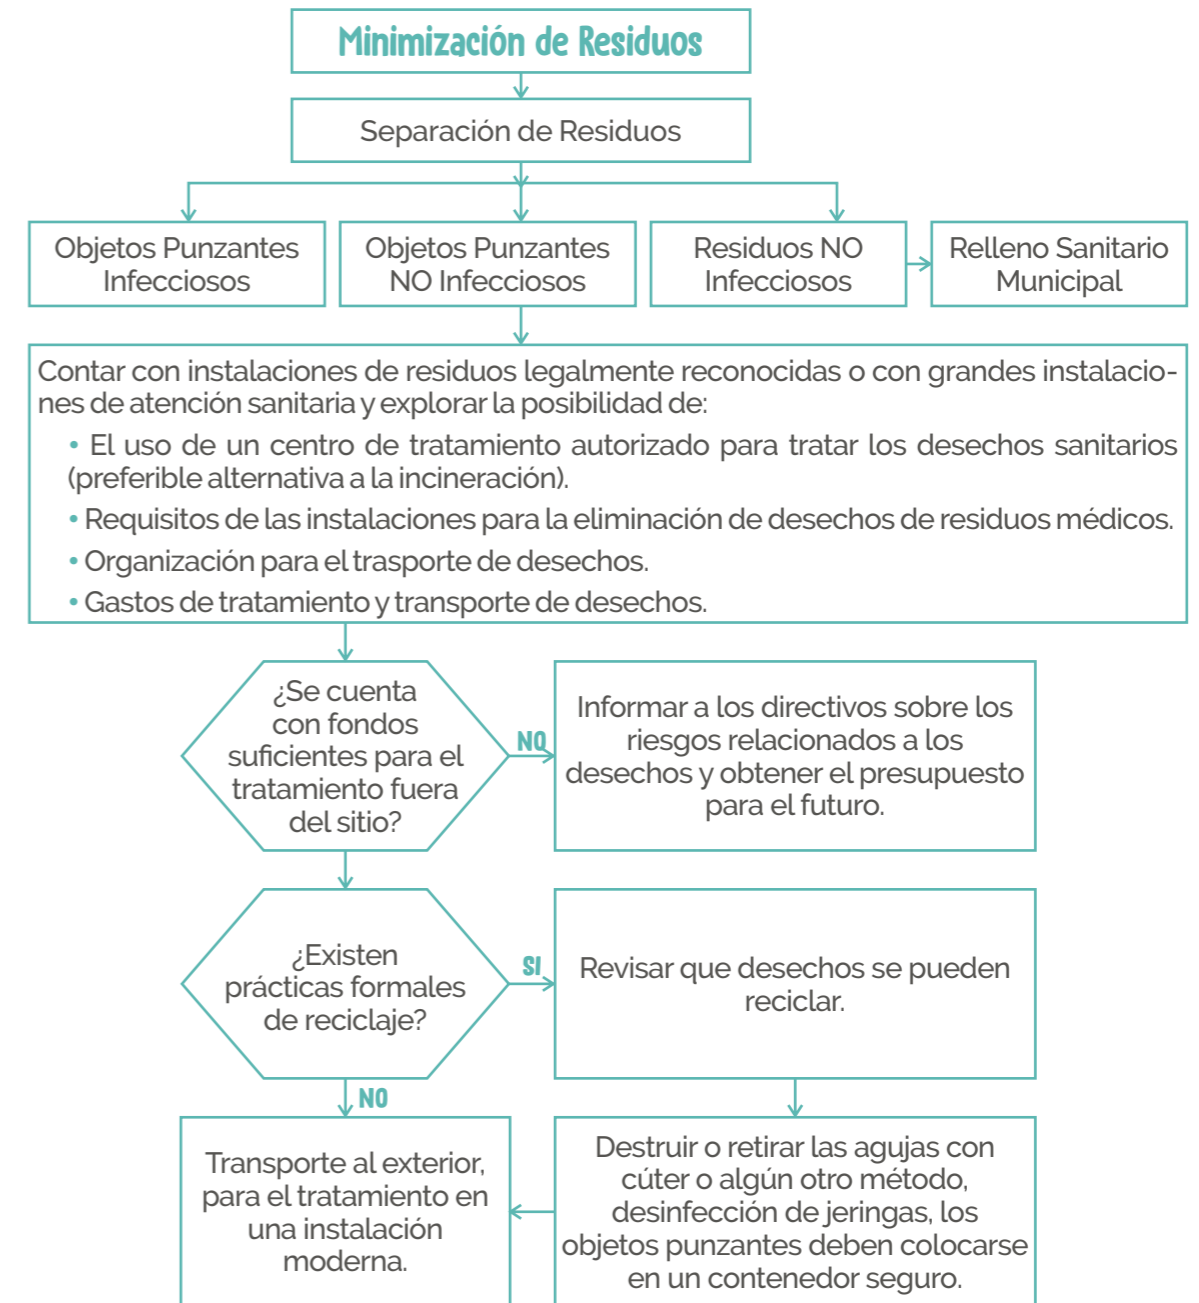 Minimización de Residuos
Separación de Residuos
Objetos Punzantes
Infecciosos
Objetos Punzantes
NO Infecciosos
Residuos NO
Infecciosos
Relleno Sanitario
Municipal
Contar con instalaciones de residuos legalmente reconocidas o con grandes instalacio-
nes de atención sanitaria y explorar la posibilidad de:
• El uso de un centro de tratamiento autorizado para tratar los desechos sanitarios
(preferible alternativa a la incineración).
• Requisitos de las instalaciones para la eliminación de desechos de residuos médicos.
• Organización para el trasporte de desechos.
• Gastos de tratamiento y transporte de desechos.
¿Se cuenta
con fondos
suficientes para el
tratamiento fuera
del sitio?
NO
Informar a los directivos sobre los
riesgos relacionados a los
desechos y obtener el presupuesto
para el futuro.
¿Existen
prácticas formales
de reciclaje?
SI
Revisar que desechos se pueden
reciclar.
NO
Transporte al exterior,
para el tratamiento en
una instalación
moderna.
Destruir o retirar las agujas con
cúter o algún otro método,
desinfección de jeringas, los
objetos punzantes deben colocarse
en un contenedor seguro.